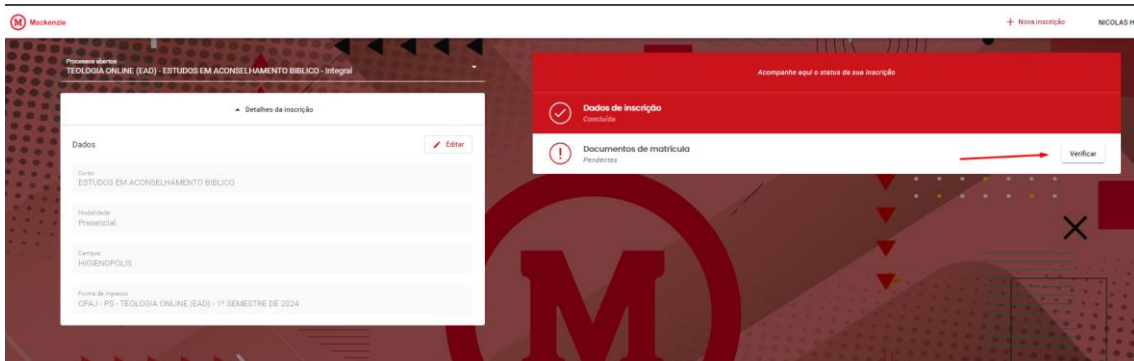 M Mackenzie
+ Nova inscrição
NICOLAS H
Processos abertos
TEOLOGIA ONLINE (EAD) - ESTUDOS EM ACONSELHAMENTO BIBLICO - Integral
Detalhes da inscrição
Dados
Editar
Curso
ESTUDOS EM ACONSELHAMENTO BIBLICO
Modalidade
Presencial
Campus
HIGIENOPOLIS
Forma de ingresso
CPAJ - PS - TEOLOGIA ONLINE (EAD) - 1º SEMESTRE DE 2024
Acompanhe aqui o status da sua inscrição
Dados de inscrição
Concluída
Documentos de matrícula
Pendentes
Verificar
M